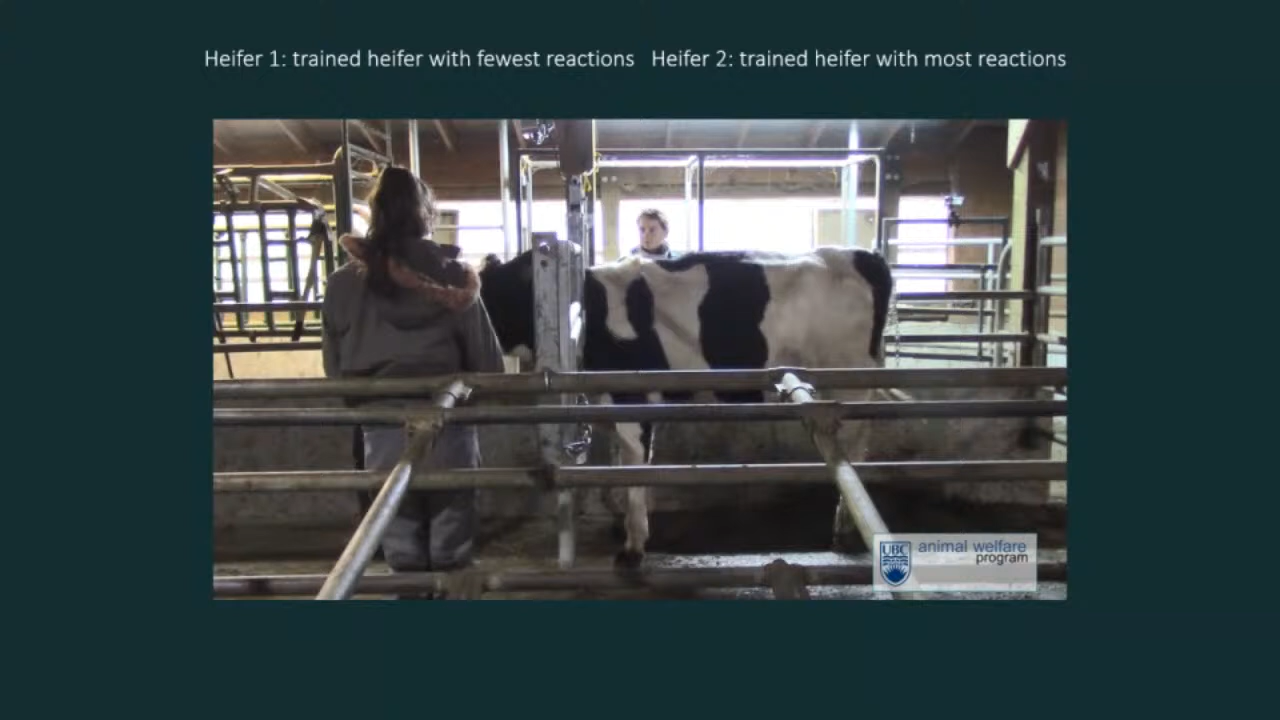 Heifer 1: trained heifer with fewest reactions Heifer 2: trained heifer with most reactions
UBC
animal welfare
program